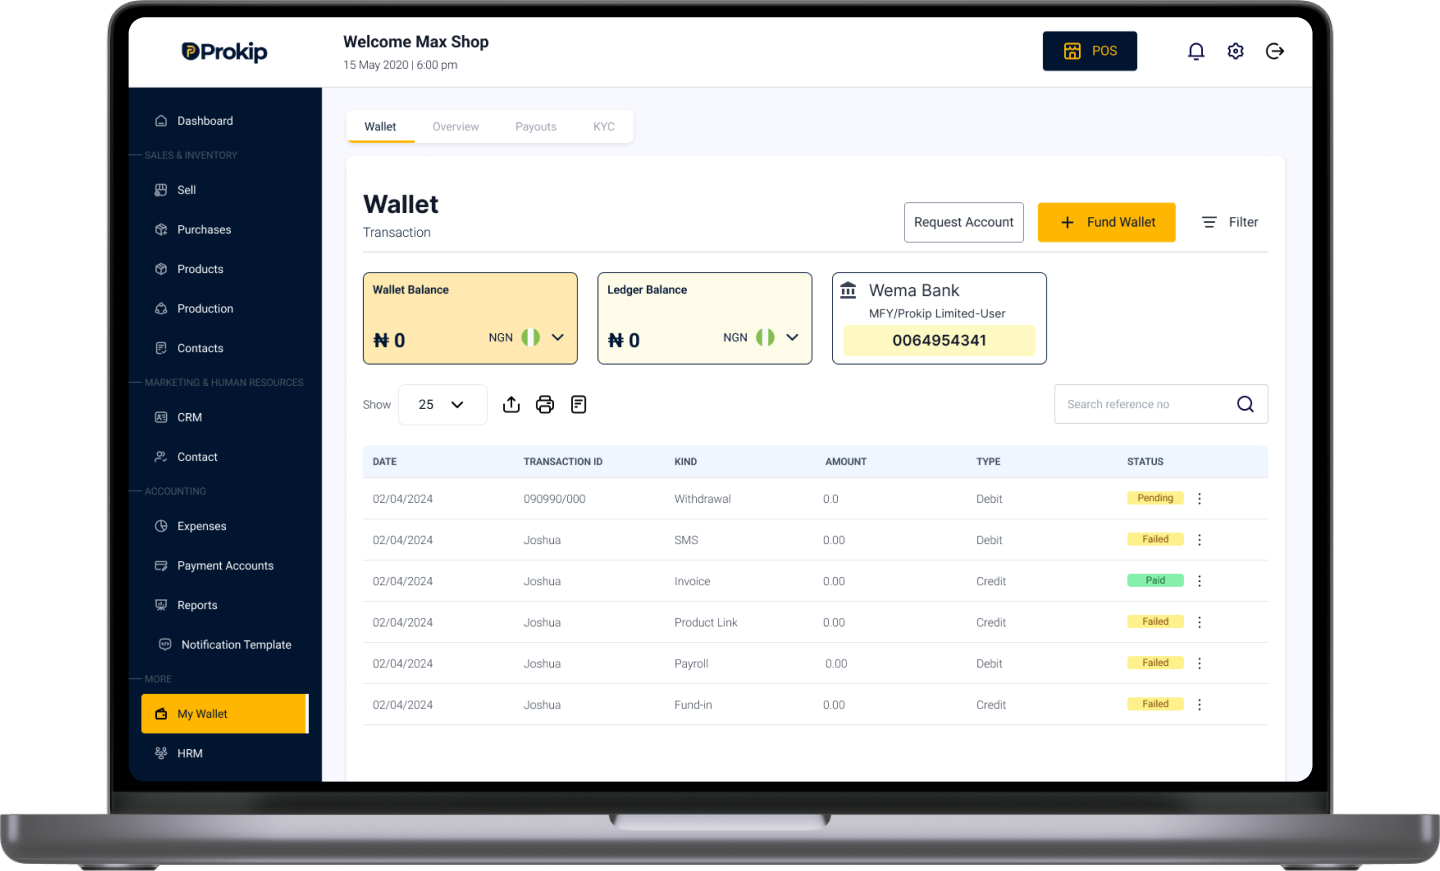 Prokip
Welcome Max Shop
15 May 2020 | 6:00 pm
POS
Dashboard
SALES & INVENTORY
Sell
Purchases
Products
Production
Contacts
MARKETING & HUMAN RESOURCES
CRM
Contact
ACCOUNTING
Expenses
Payment Accounts
Reports
Notification Template
MORE
My Wallet
HRM
Wallet Overview Payouts KYC
Wallet
Transaction
Request Account
+ Fund Wallet
Filter
Wallet Balance
₦ 0 NGN
Ledger Balance
₦ 0 NGN
Wema Bank
MFY/Prokip Limited-User
0064954341
Show 25
Search reference no
DATE TRANSACTION ID KIND AMOUNT TYPE STATUS
02/04/2024 090990/000 Withdrawal 0.0 Debit Pending
02/04/2024 Joshua SMS 0.00 Debit Failed
02/04/2024 Joshua Invoice 0.00 Credit Paid
02/04/2024 Joshua Product Link 0.00 Credit Failed
02/04/2024 Joshua Payroll 0.00 Debit Failed
02/04/2024 Joshua Fund-in 0.00 Credit Failed